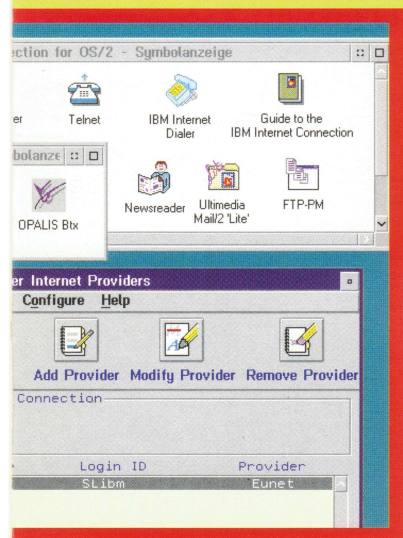 ection for OS/2 - Symbolanzeige
er
Telnet
IBM Internet
Dialer
Guide to the
IBM Internet Connection
bolanze
OPALIS Btx
Newsreader
Ultimedia
Mail/2 'Lite'
FTP-PM
er Internet Providers
Configure Help
Add Provider Modify Provider Remove Provider
Connection
Login ID Provider
SLibm Eunet